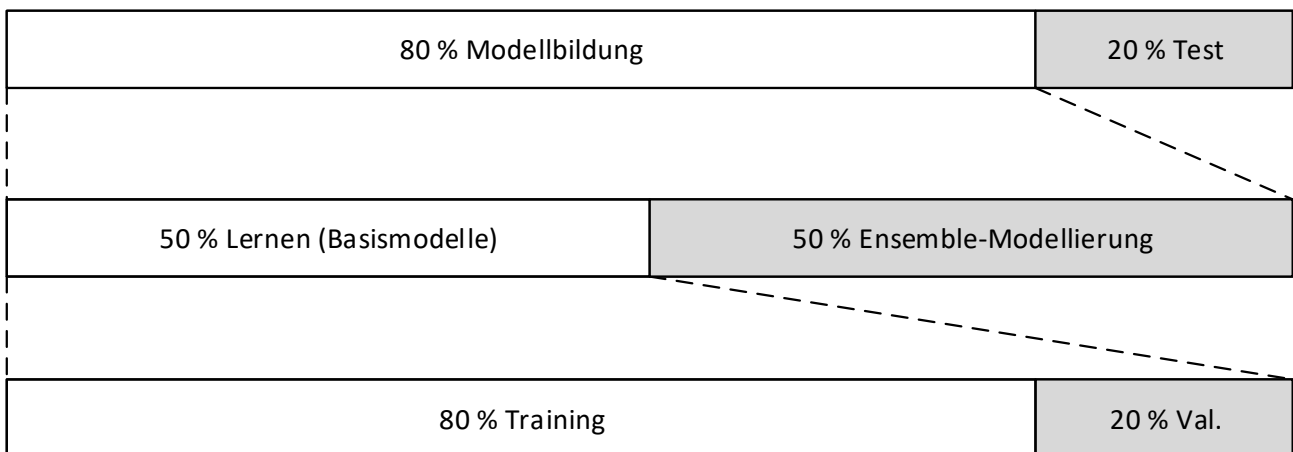 80 % Modellbildung
20 % Test
50 % Lernen (Basismodelle)
50 % Ensemble-Modellierung
80 % Training
20 % Val.